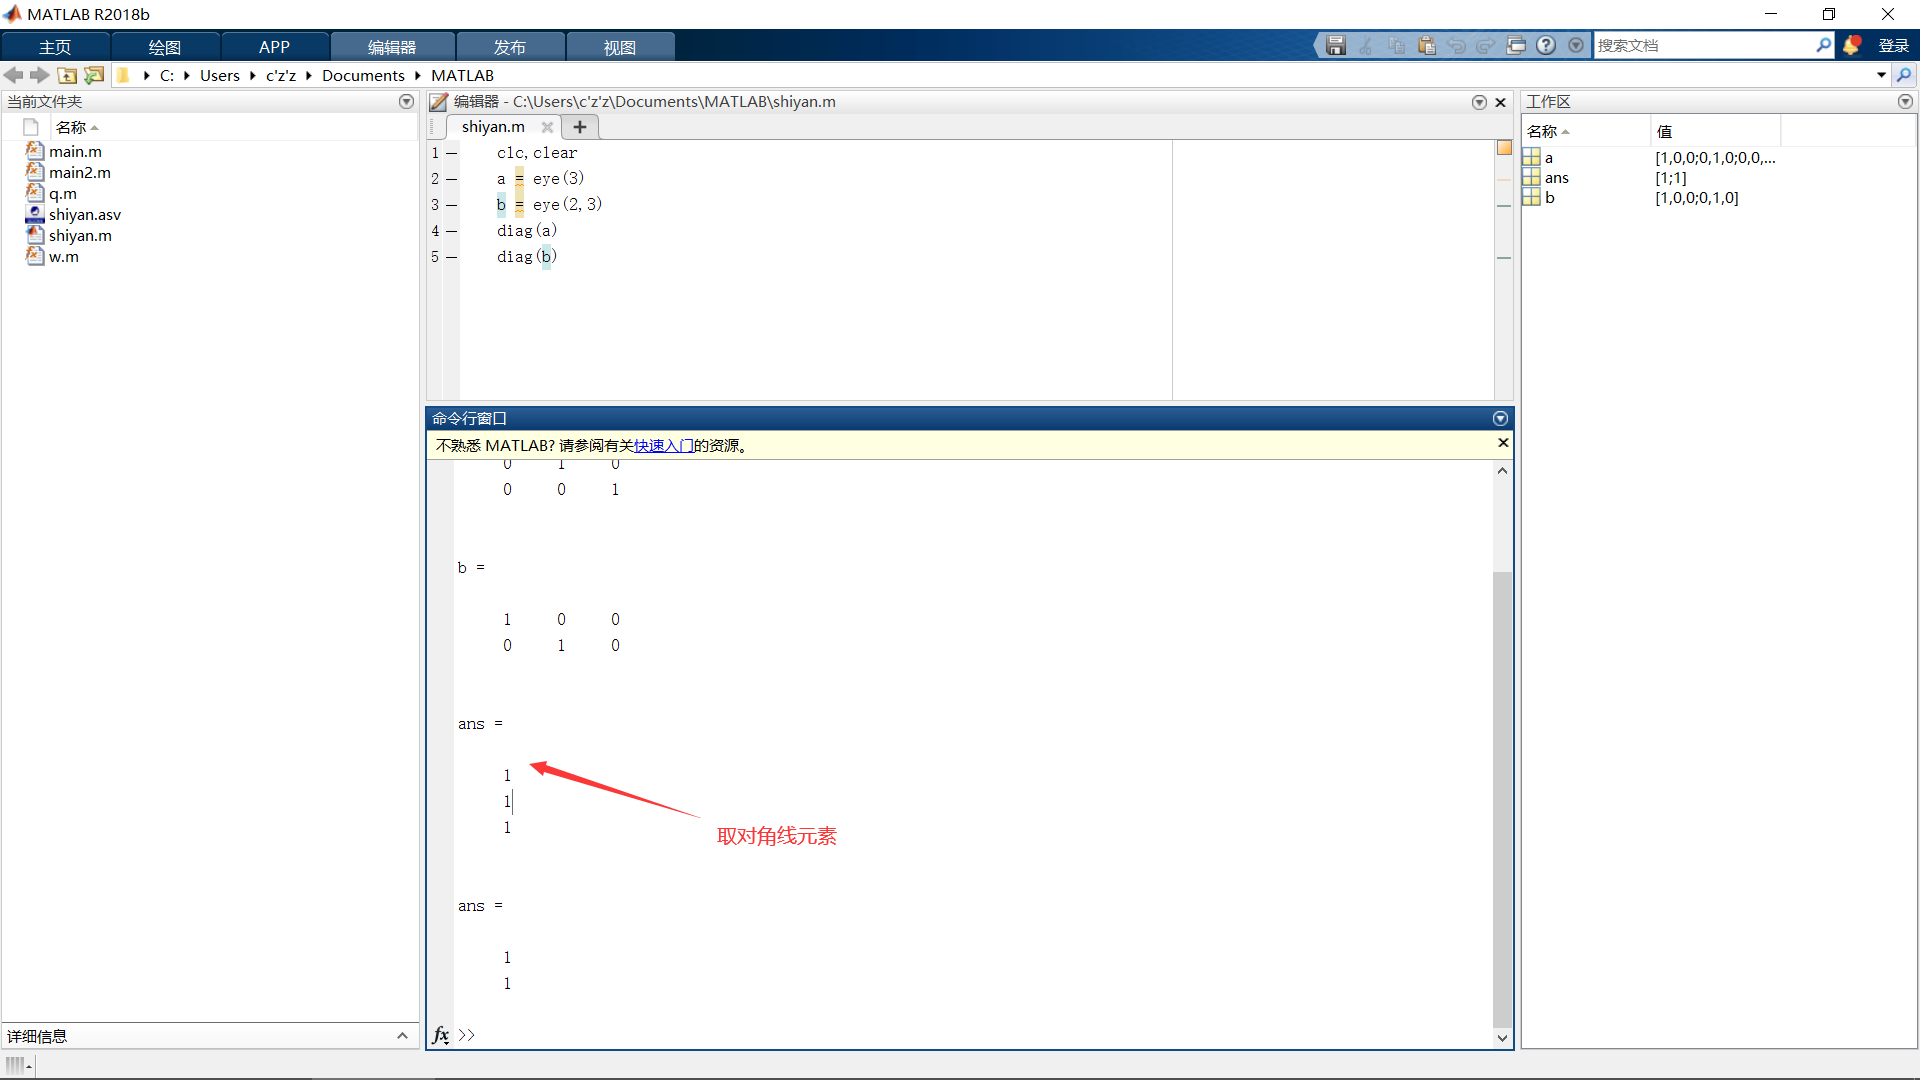 MATLAB R2018b
主页 绘图 APP 编辑器 发布 视图 搜索文档 登录
C: Users c'z'z Documents MATLAB
当前文件夹
名称
main.m
main2.m
q.m
shiyan.asv
shiyan.m
w.m
详细信息
编辑器 - C:\Users\c'z'z\Documents\MATLAB\shiyan.m
shiyan.m
1 — clc,clear
2 — a = eye(3)
3 — b = eye(2,3)
4 — diag(a)
5 — diag(b)
命令行窗口
不熟悉 MATLAB? 请参阅有关快速入门的资源。
0 1 0
0 0 1
b =
1 0 0
0 1 0
ans =
1
1
1
取对角线元素
ans =
1
1
fx >>
工作区
名称 值
a [1,0,0;0,1,0;0,0,...
ans [1;1]
b [1,0,0;0,1,0]